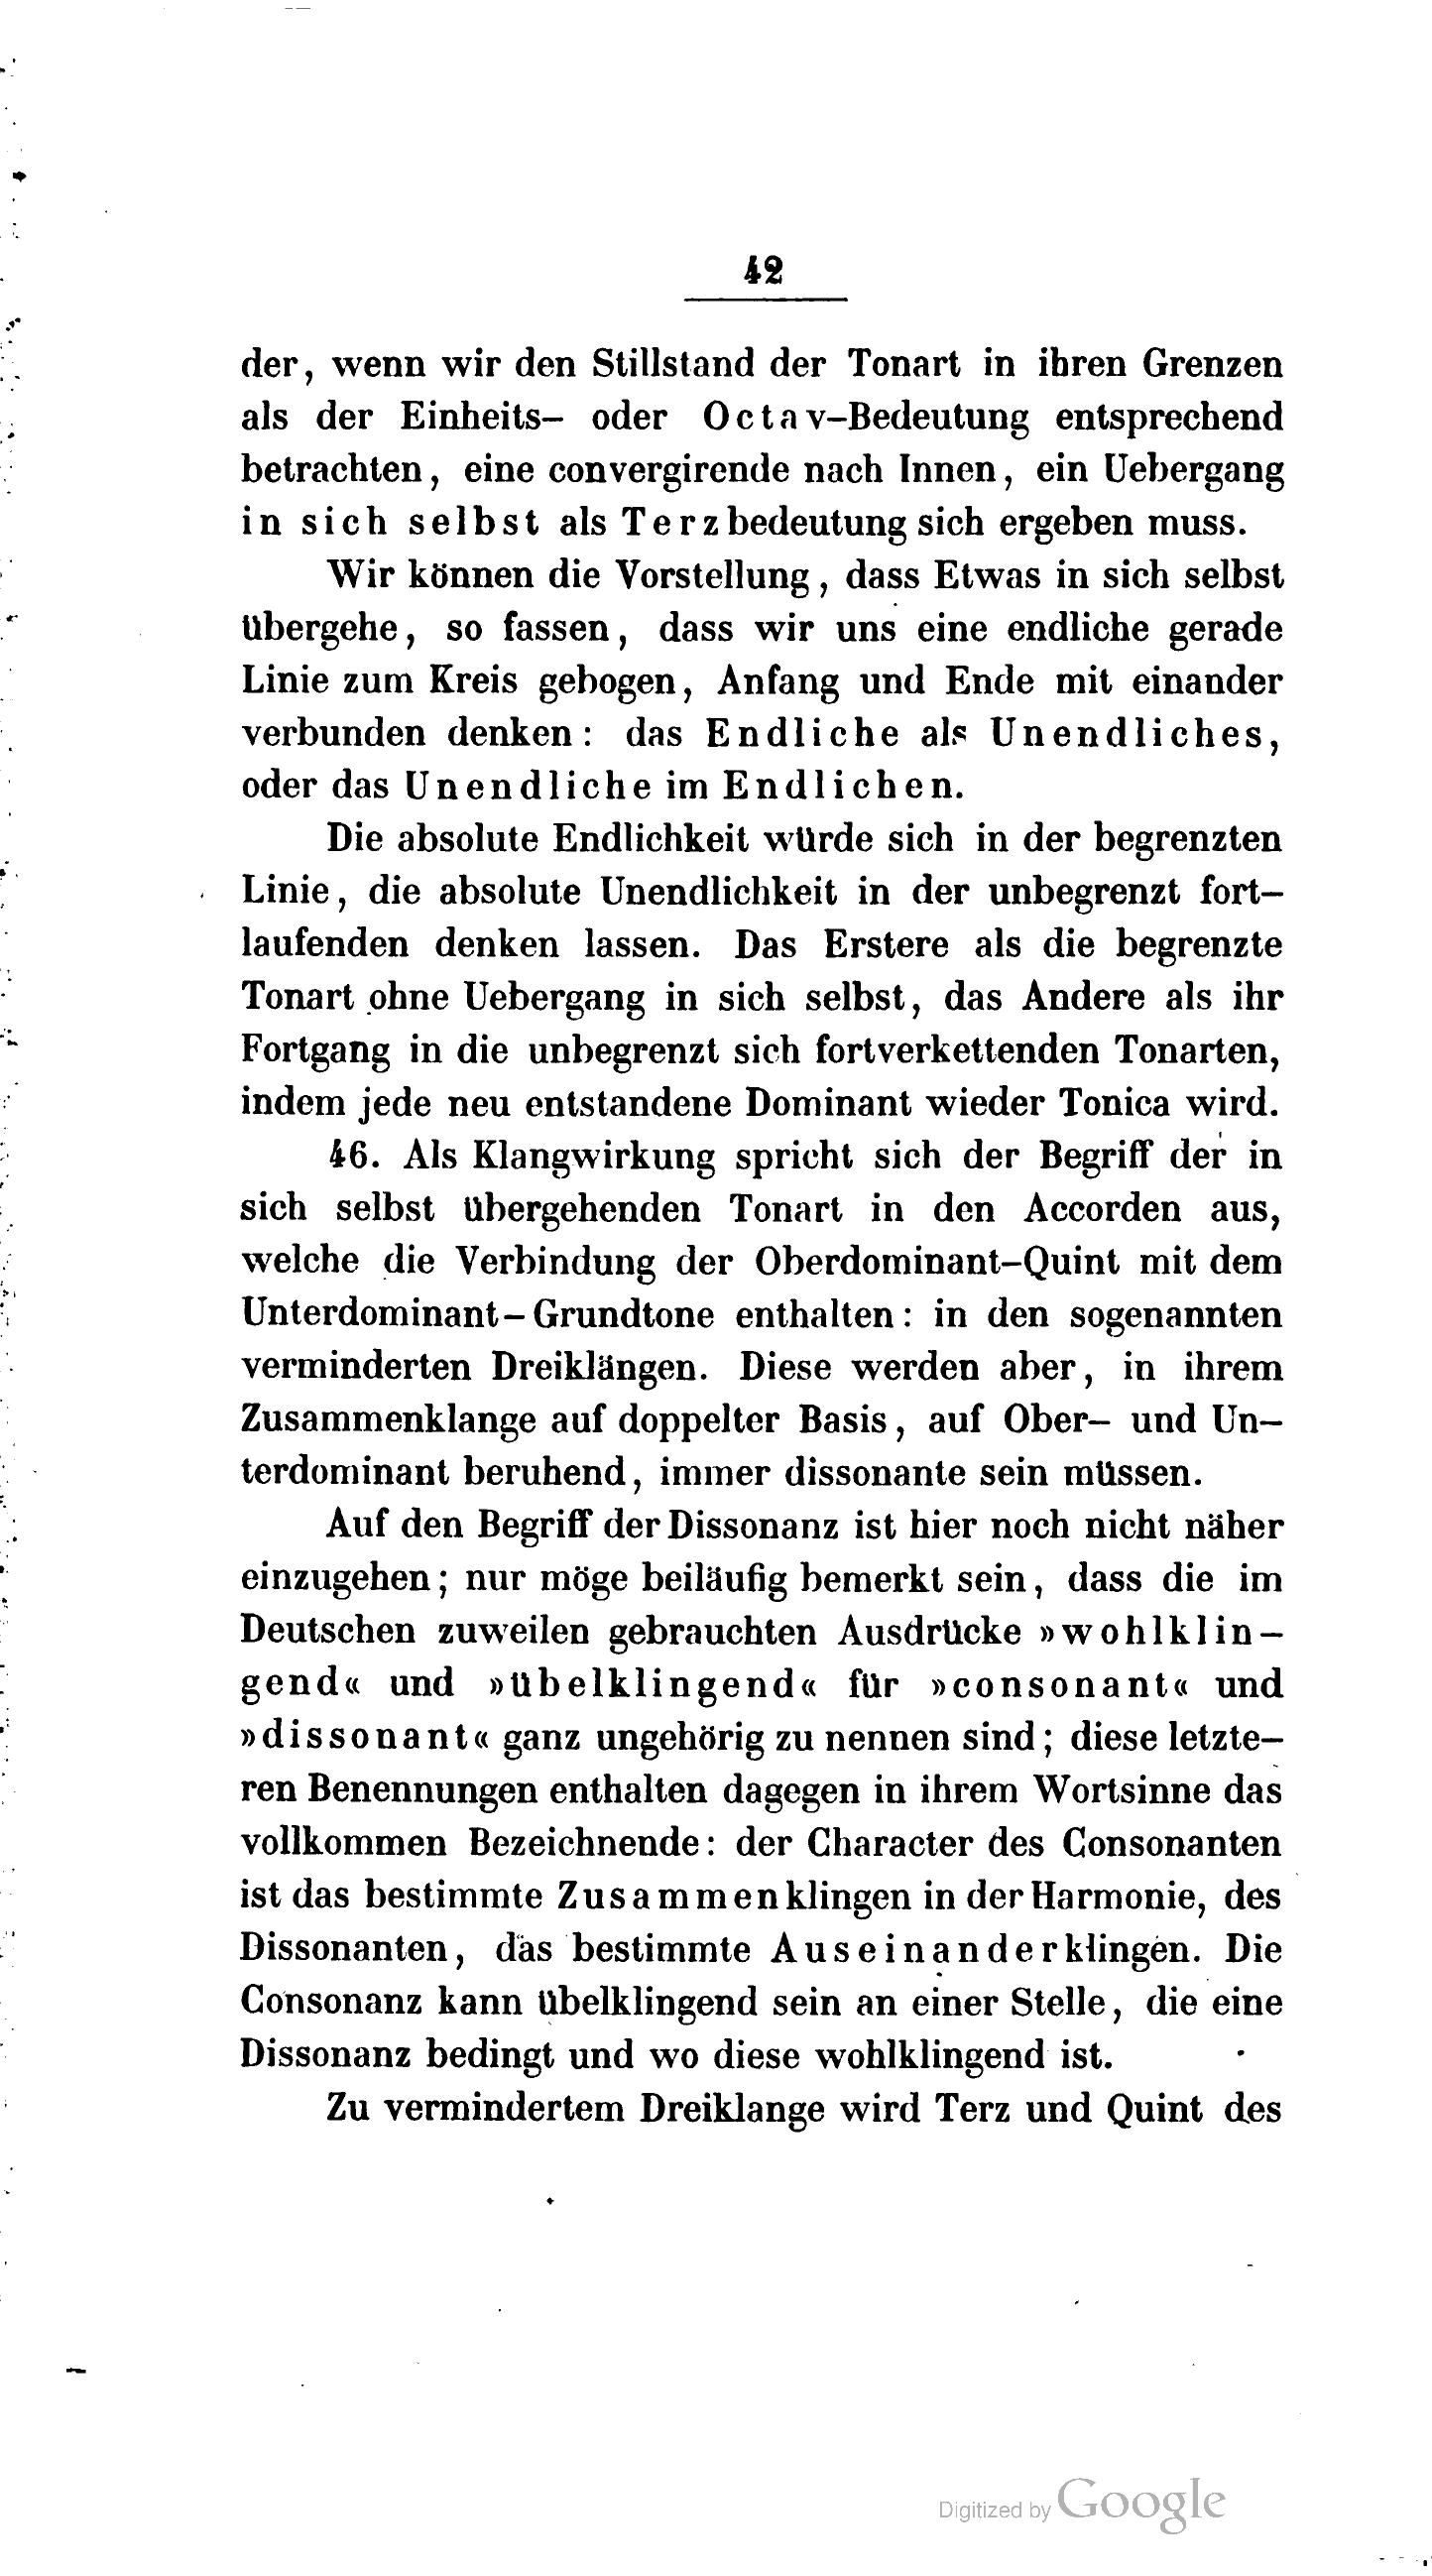 42
der, wenn wir den Stillstand der Tonart in ihren Grenzen
als der Einheits- oder Octav-Bedeutung entsprechend
betrachten, eine convergirende nach Innen, ein Uebergang
in sich selbst als Terzbedeutung sich ergeben muss.
Wir können die Vorstellung, dass Etwas in sich selbst
übergehe, so fassen, dass wir uns eine endliche gerade
Linie zum Kreis gebogen, Anfang und Ende mit einander
verbunden denken: das Endliche als Unendliches,
oder das Unendliche im Endlichen.
Die absolute Endlichkeit würde sich in der begrenzten
Linie, die absolute Unendlichkeit in der unbegrenzt fort-
laufenden denken lassen. Das Erstere als die begrenzte
Tonart ohne Uebergang in sich selbst, das Andere als ihr
Fortgang in die unbegrenzt sich fortverkettenden Tonarten,
indem jede neu entstandene Dominant wieder Tonica wird.
46. Als Klangwirkung spricht sich der Begriff der in
sich selbst übergehenden Tonart in den Accorden aus,
welche die Verbindung der Oberdominant-Quint mit dem
Unterdominant-Grundtone enthalten: in den sogenannten
verminderten Dreiklängen. Diese werden aber, in ihrem
Zusammenklange auf doppelter Basis, auf Ober- und Un-
terdominant beruhend, immer dissonante sein müssen.
Auf den Begriff der Dissonanz ist hier noch nicht näher
einzugehen; nur möge beiläufig bemerkt sein, dass die im
Deutschen zuweilen gebrauchten Ausdrücke »wohlklin-
gend« und »übelklingend« für »consonant« und
»dissonant« ganz ungehörig zu nennen sind; diese letzte-
ren Benennungen enthalten dagegen in ihrem Wortsinne das
vollkommen Bezeichnende: der Character des Consonanten
ist das bestimmte Zusammenklingen in der Harmonie, des
Dissonanten, das bestimmte Auseinanderklingen. Die
Consonanz kann übelklingend sein an einer Stelle, die eine
Dissonanz bedingt und wo diese wohlklingend ist.
Zu vermindertem Dreiklange wird Terz und Quint des
Digitized by Google